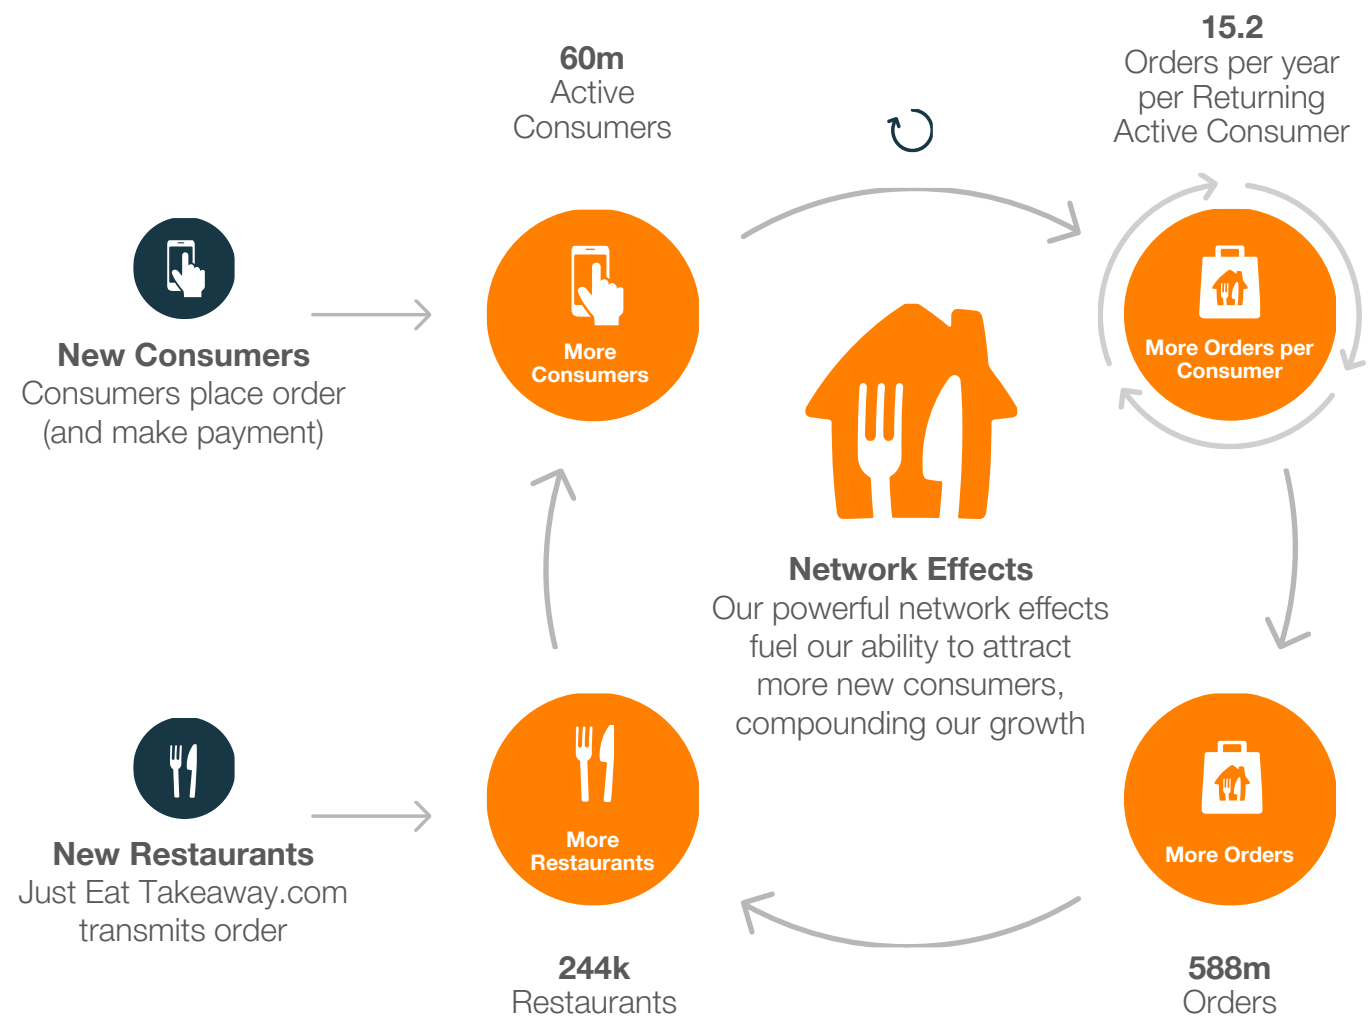 60m
Active
Consumers
15.2
Orders per year
per Returning
Active Consumer
New Consumers
Consumers place order
(and make payment)
More
Consumers
More Orders per
Consumer
Network Effects
Our powerful network effects
fuel our ability to attract
more new consumers,
compounding our growth
New Restaurants
Just Eat Takeaway.com
transmits order
More
Restaurants
More Orders
244k
Restaurants
588m
Orders